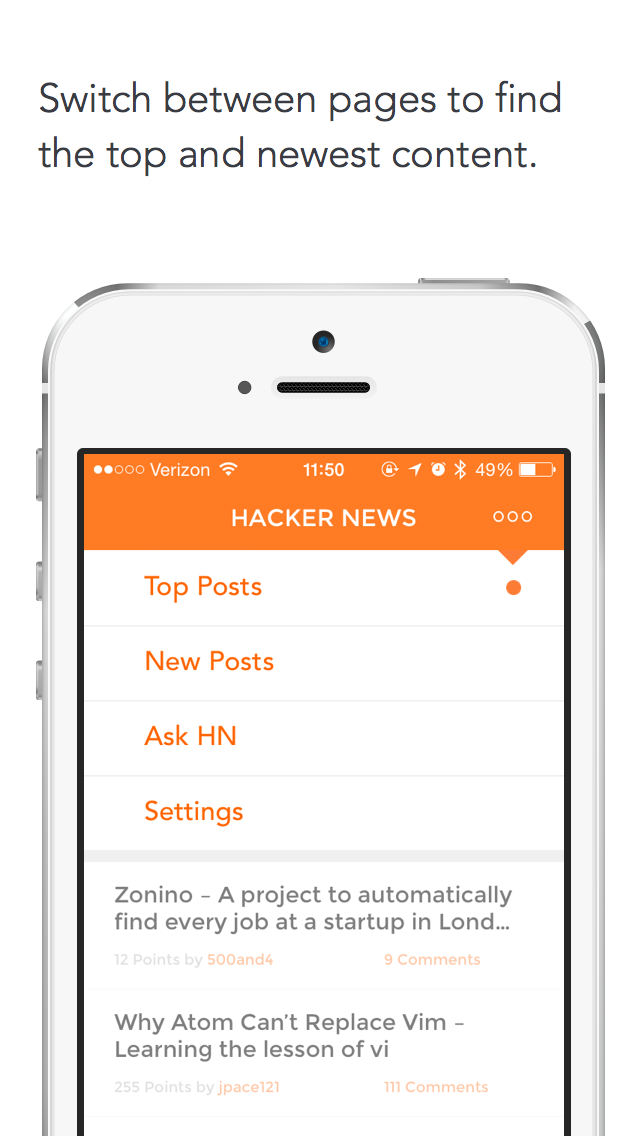 Switch between pages to find
the top and newest content.
Verizon 11:50 49%
HACKER NEWS
Top Posts
New Posts
Ask HN
Settings
Zonino – A project to automatically
find every job at a startup in Lond...
12 Points by 500and4 9 Comments
Why Atom Can’t Replace Vim –
Learning the lesson of vi
255 Points by jpace121 111 Comments